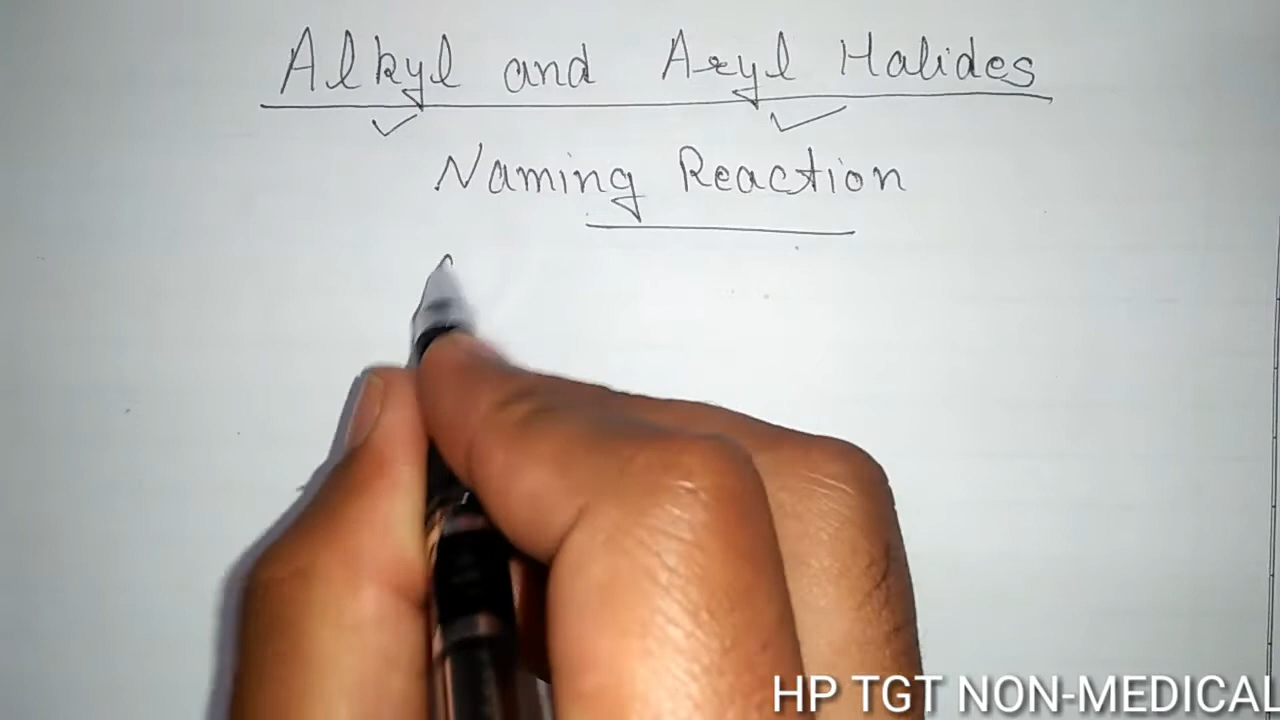 Alkyl and Aryl Halides
Naming Reaction
HP TGT NON-MEDICAL